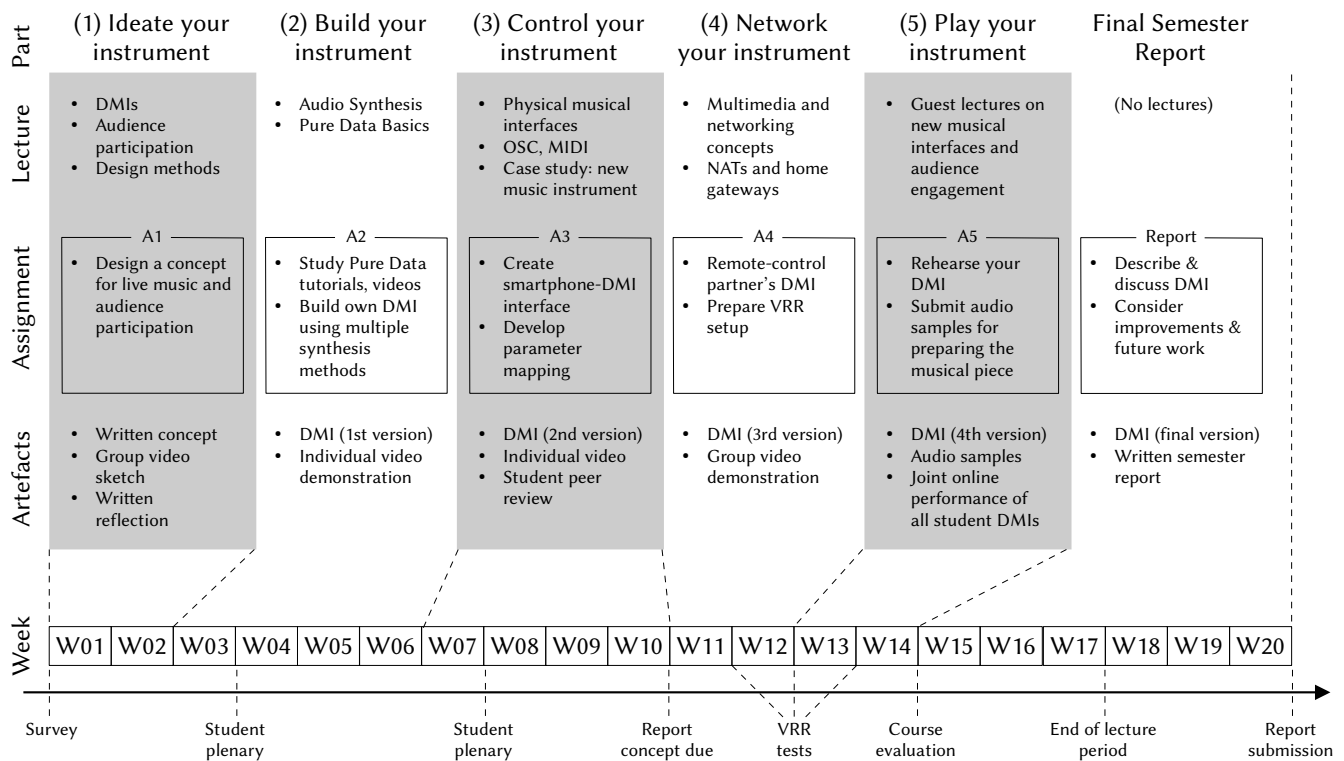 Part
(1) Ideate your
instrument
(2) Build your
instrument
(3) Control your
instrument
(4) Network
your instrument
(5) Play your
instrument
Final Semester
Report
Lecture
• DMIs
• Audience
participation
• Design methods
• Audio Synthesis
• Pure Data Basics
• Physical musical
interfaces
• OSC, MIDI
• Case study: new
music instrument
• Multimedia and
networking
concepts
• NATs and home
gateways
• Guest lectures on
new musical
interfaces and
audience
engagement
(No lectures)
Assignment
A1
• Design a concept
for live music and
audience
participation
A2
• Study Pure Data
tutorials, videos
• Build own DMI
using multiple
synthesis
methods
A3
• Create
smartphone-DMI
interface
• Develop
parameter
mapping
A4
• Remote-control
partner's DMI
• Prepare VRR
setup
A5
• Rehearse your
DMI
• Submit audio
samples for
preparing the
musical piece
Report
• Describe &
discuss DMI
• Consider
improvements &
future work
Artefacts
• Written concept
• Group video
sketch
• Written
reflection
• DMI (1st version)
• Individual video
demonstration
• DMI (2nd version)
• Individual video
• Student peer
review
• DMI (3rd version)
• Group video
demonstration
• DMI (4th version)
• Audio samples
• Joint online
performance of
all student DMIs
• DMI (final version)
• Written semester
report
Week
W01 W02 W03 W04 W05 W06 W07 W08 W09 W10 W11 W12 W13 W14 W15 W16 W17 W18 W19 W20
Survey
Student
plenary
Student
plenary
Report
concept due
VRR
tests
Course
evaluation
End of lecture
period
Report
submission